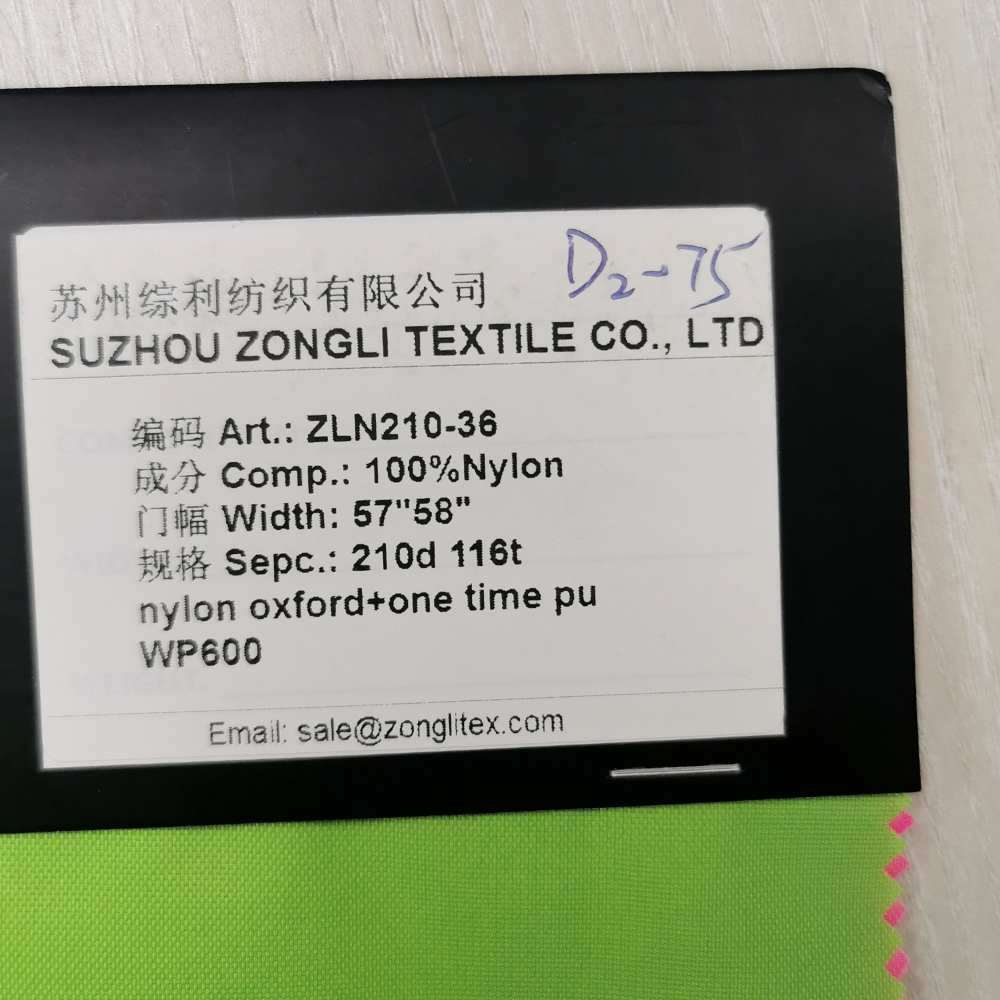 D2-75
苏州综利纺织有限公司
SUZHOU ZONGLI TEXTILE CO., LTD
编码 Art.: ZLN210-36
成分 Comp.: 100%Nylon
门幅 Width: 57"58"
规格 Sepc.: 210d 116t
nylon oxford+one time pu
WP600
Email: sale@zonglitex.com